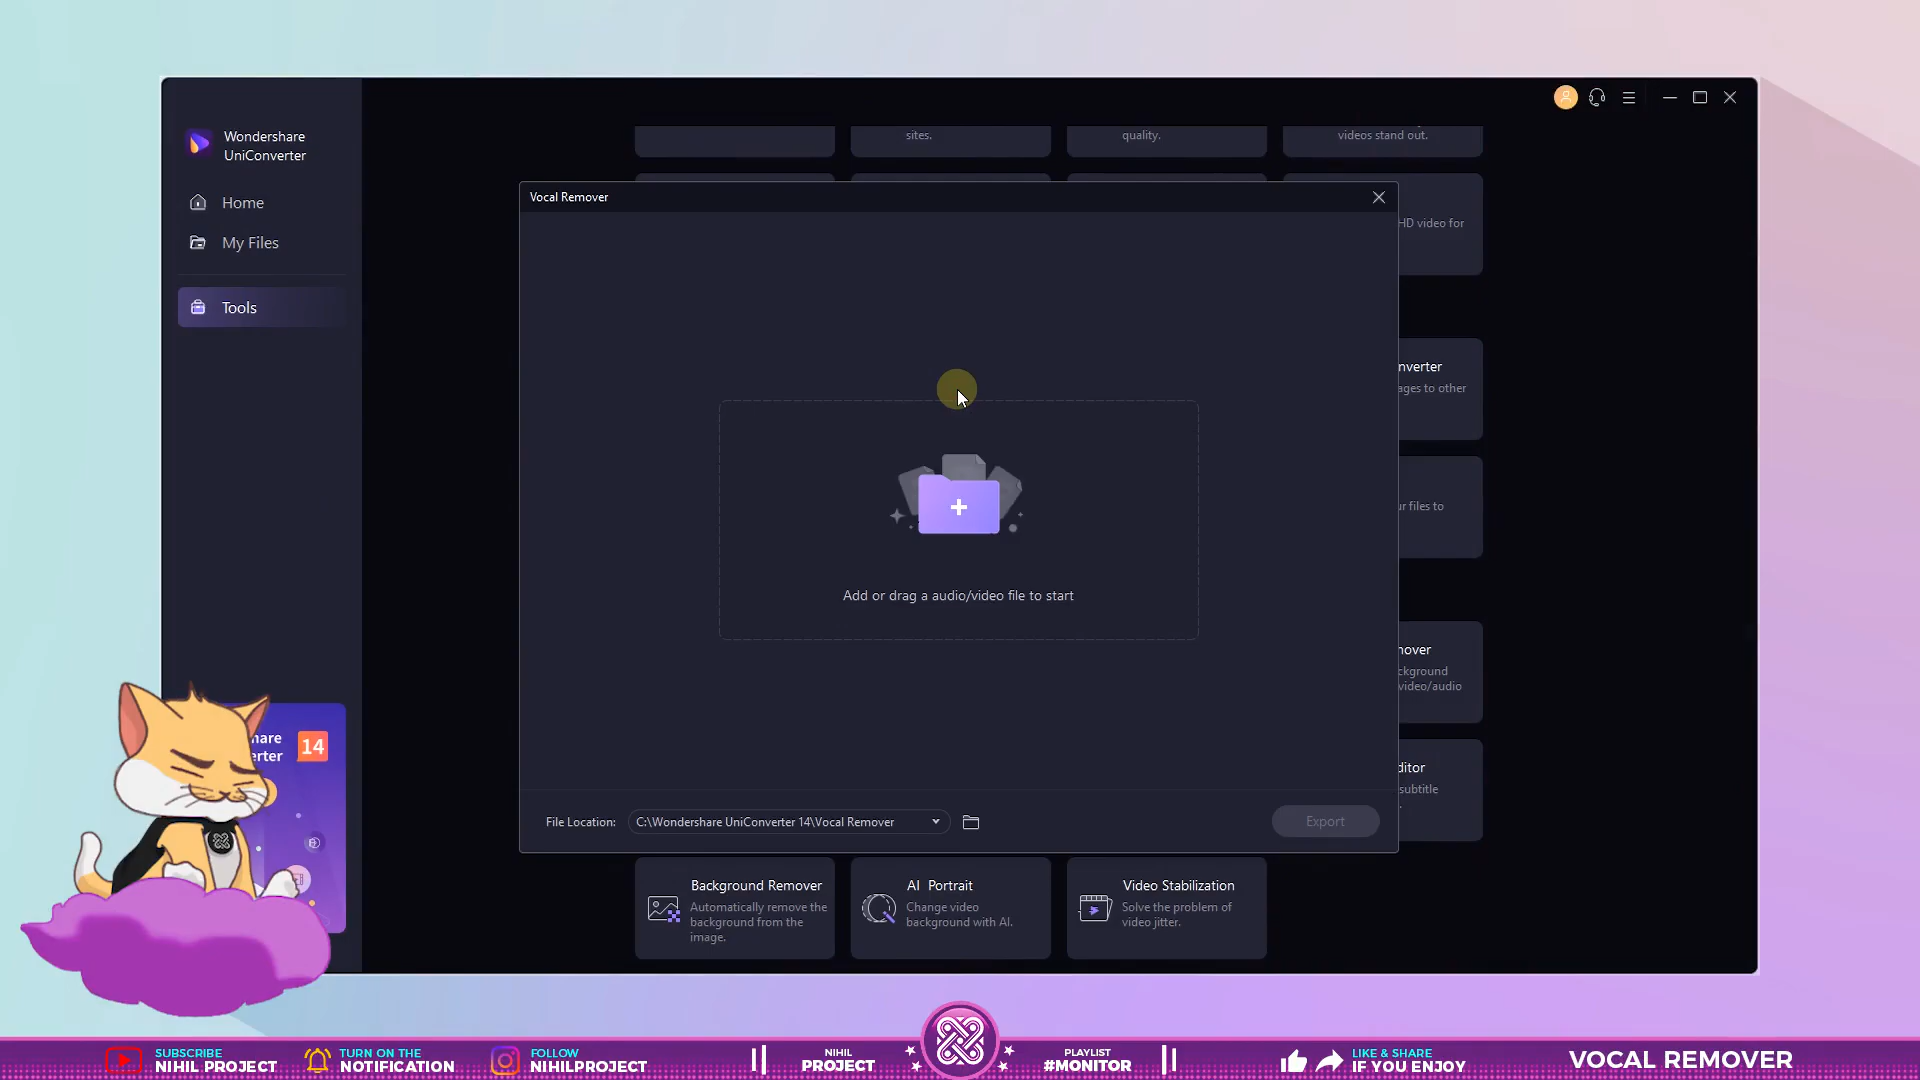 Wondershare
UniConverter
Home
My Files
Tools
sites.
quality.
videos stand out.
Vocal Remover
HD video for
nverter
ages to other
r files to
Add or drag a audio/video file to start
nover
ckground
video/audio
ditor
subtitle
File Location:
C:\Wondershare UniConverter 14\Vocal Remover
Export
hare
erter
14
Background Remover
Automatically remove the
background from the
image.
AI Portrait
Change video
background with AI.
Video Stabilization
Solve the problem of
video jitter.
SUBSCRIBE
NIHIL PROJECT
TURN ON THE
NOTIFICATION
FOLLOW
NIHILPROJECT
NIHIL
PROJECT
PLAYLIST
#MONITOR
LIKE & SHARE
IF YOU ENJOY
VOCAL REMOVER